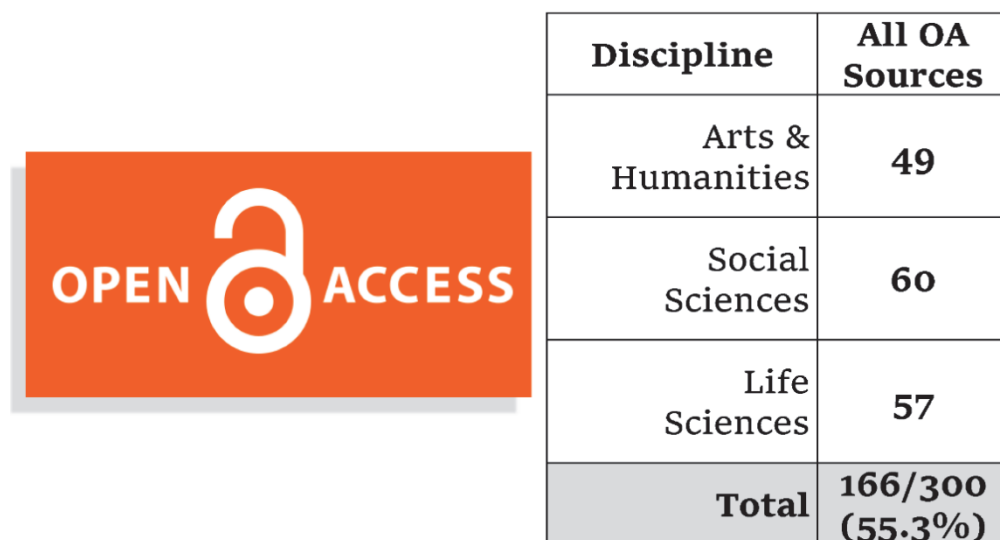 OPEN ACCESS
Discipline
All OA
Sources
Arts &
Humanities
49
Social
Sciences
60
Life
Sciences
57
Total
166/300
(55.3%)